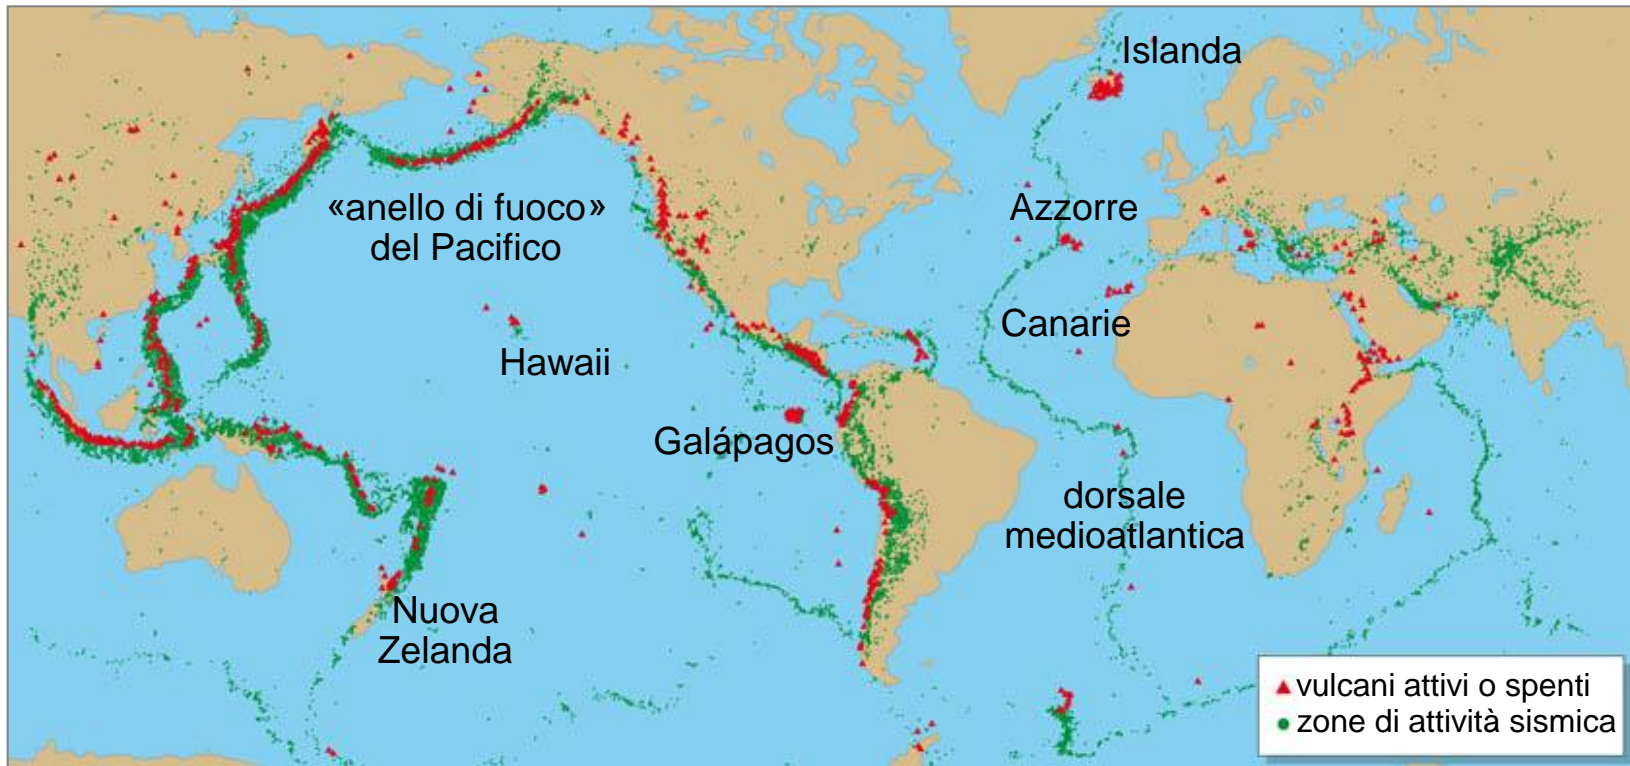 Islanda
«anello di fuoco»
del Pacifico
Azzorre
Canarie
Hawaii
Galápagos
dorsale
medioatlantica
Nuova
Zelanda
vulcani attivi o spenti
zone di attività sismica